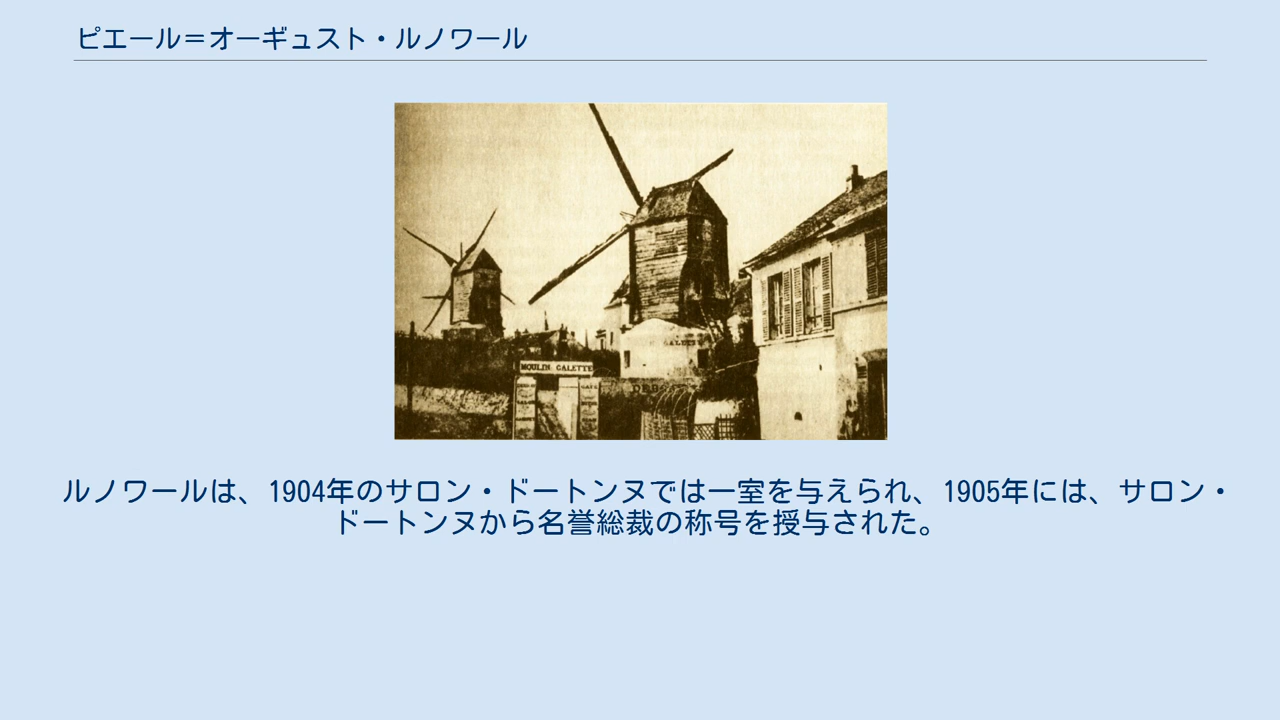 ピエール＝オーギュスト・ルノワール
MOULIN GALETTE
ルノワールは、1904年のサロン・ドートンヌでは一室を与えられ、1905年には、サロン・
ドートンヌから名誉総裁の称号を授与された。